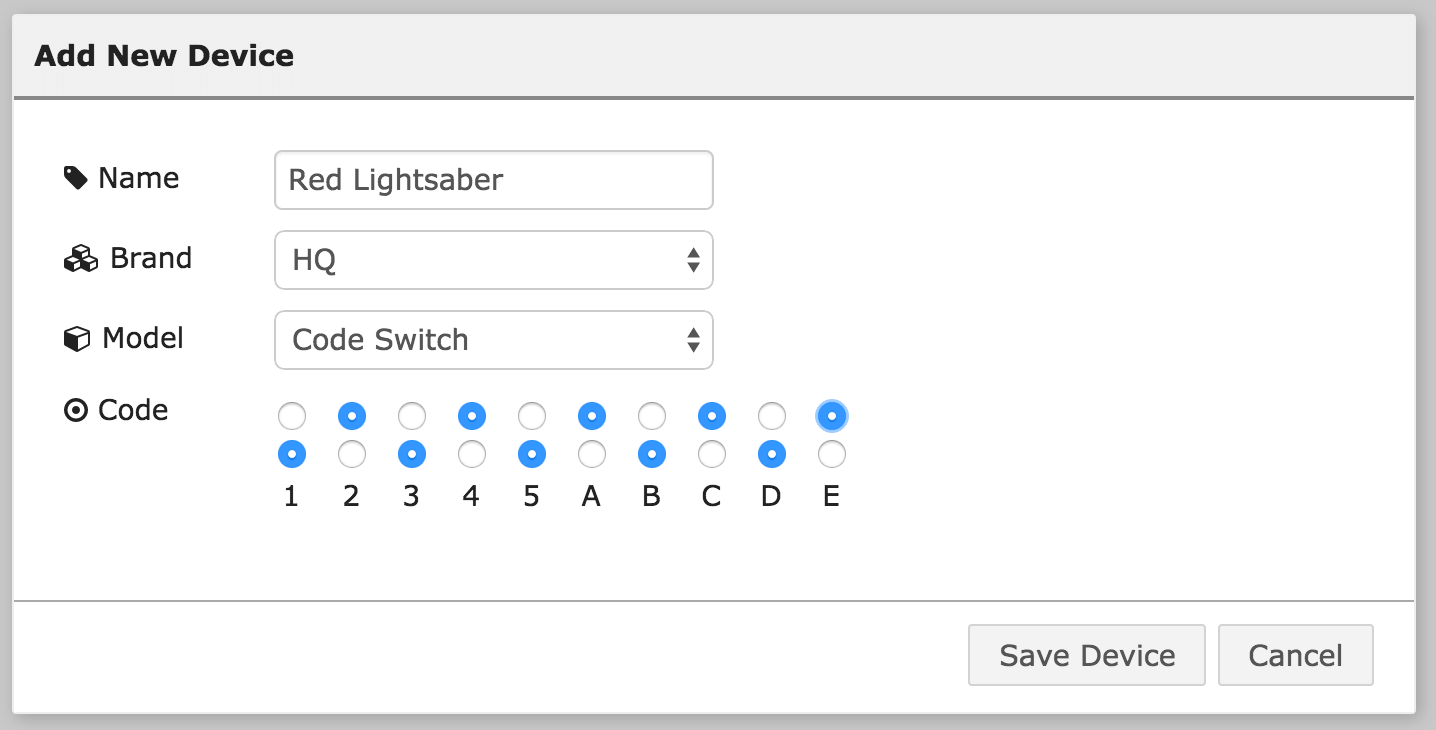 Add New Device
Name Red Lightsaber
Brand HQ
Model Code Switch
Code
1 2 3 4 5 A B C D E
Save Device Cancel